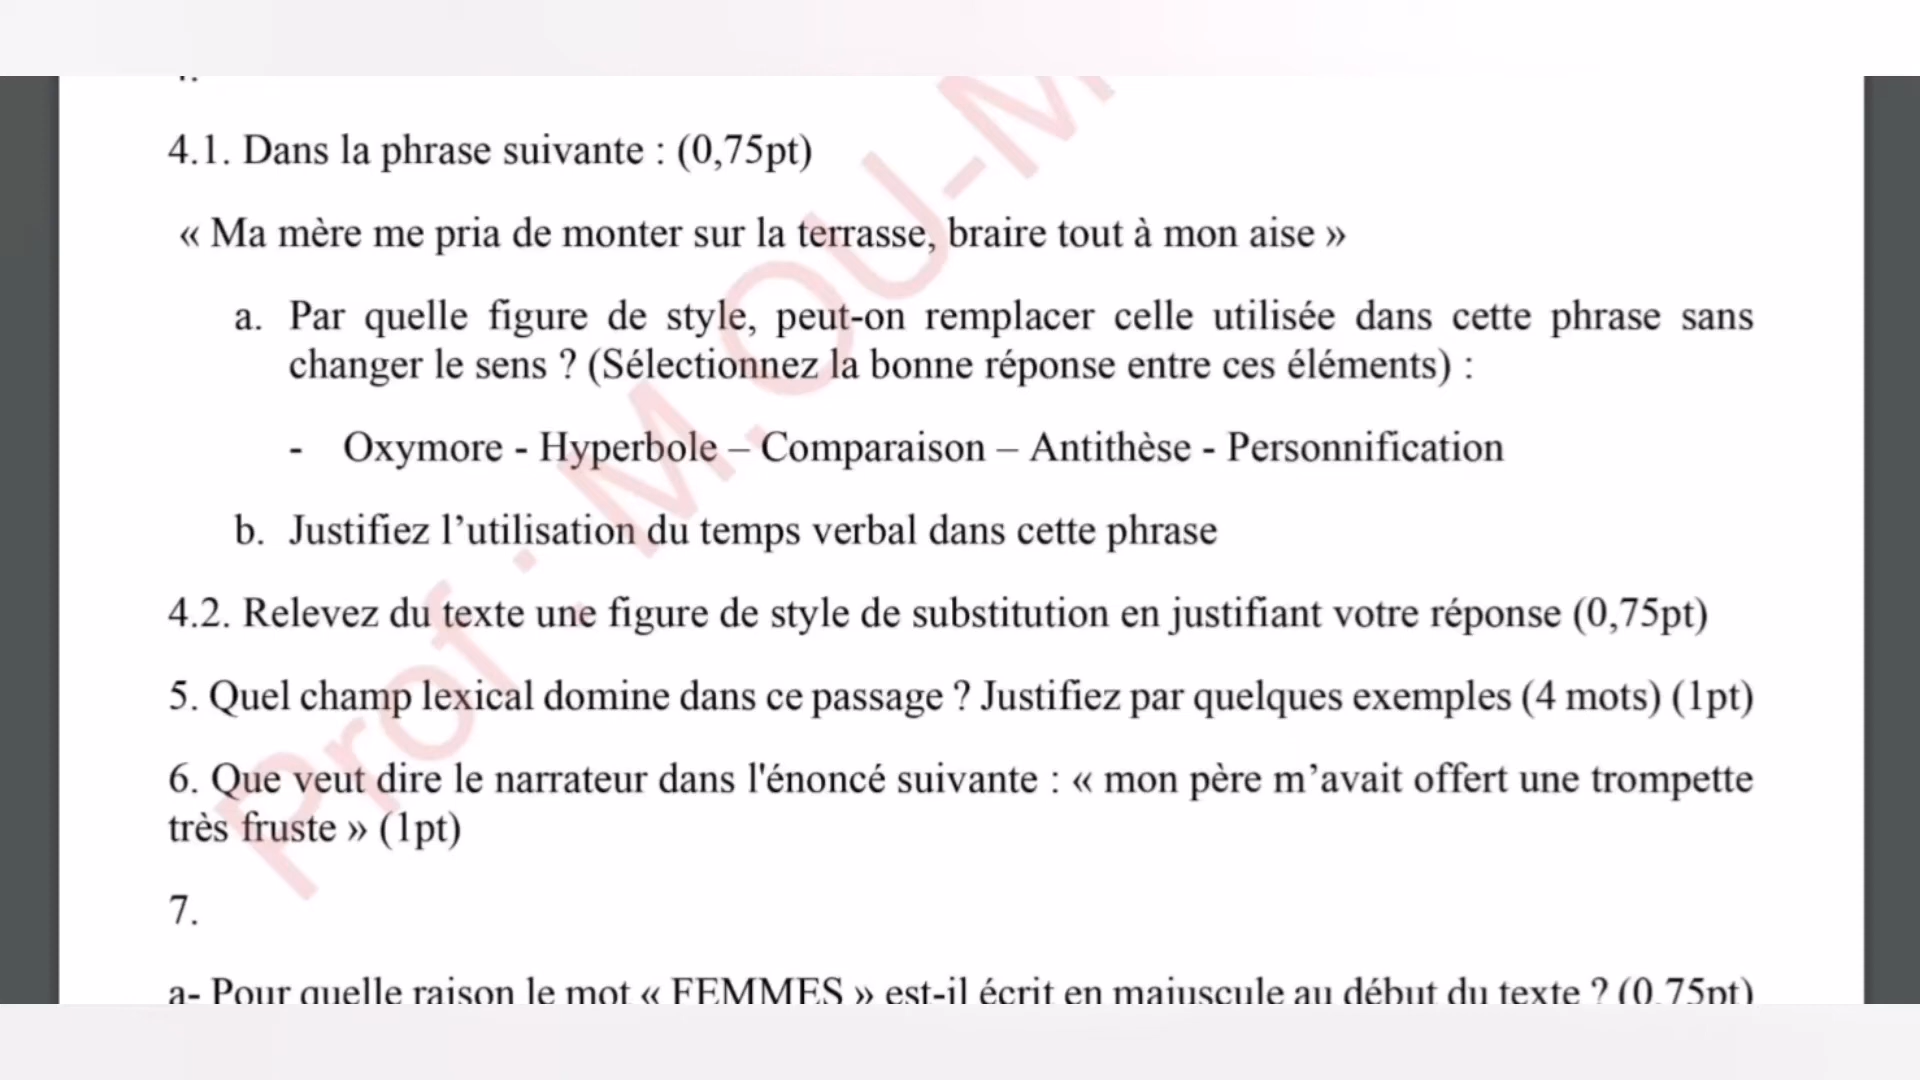 4.1. Dans la phrase suivante : (0,75pt)
« Ma mère me pria de monter sur la terrasse, braire tout à mon aise »
a. Par quelle figure de style, peut-on remplacer celle utilisée dans cette phrase sans
changer le sens ? (Sélectionnez la bonne réponse entre ces éléments) :
- Oxymore - Hyperbole – Comparaison – Antithèse - Personnification
b. Justifiez l’utilisation du temps verbal dans cette phrase
4.2. Relevez du texte une figure de style de substitution en justifiant votre réponse (0,75pt)
5. Quel champ lexical domine dans ce passage ? Justifiez par quelques exemples (4 mots) (1pt)
6. Que veut dire le narrateur dans l'énoncé suivante : « mon père m’avait offert une trompette
très fruste » (1pt)
7.
a- Pour quelle raison le mot « FEMMES » est-il écrit en majuscule au début du texte ? (0,75pt)
Prof : M.OU-M